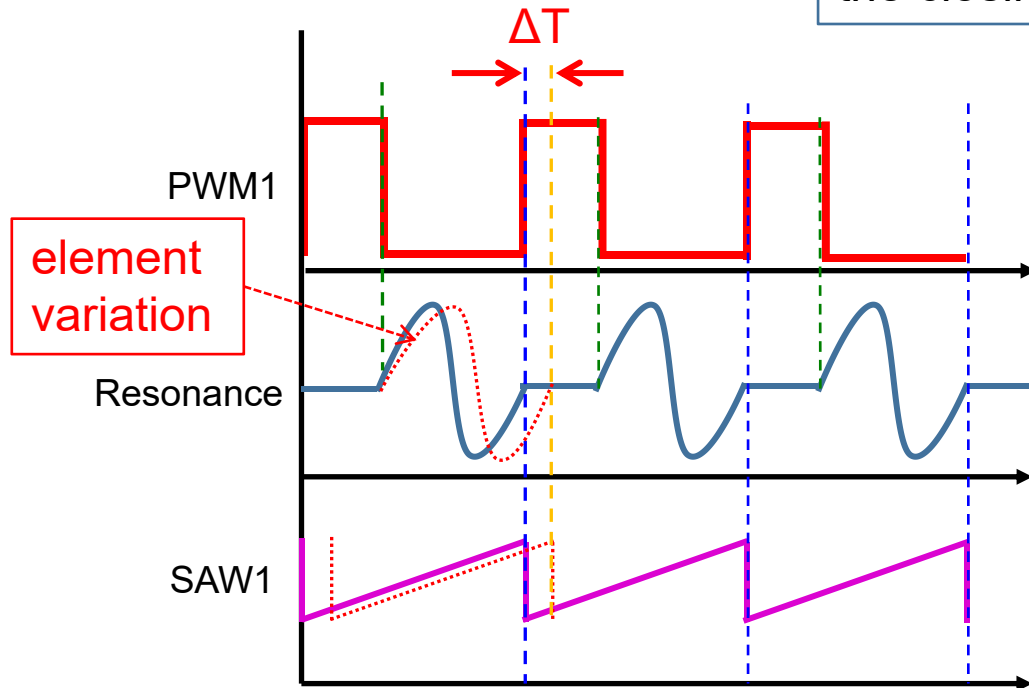 ΔT
PWM1
element
variation
Resonance
SAW1